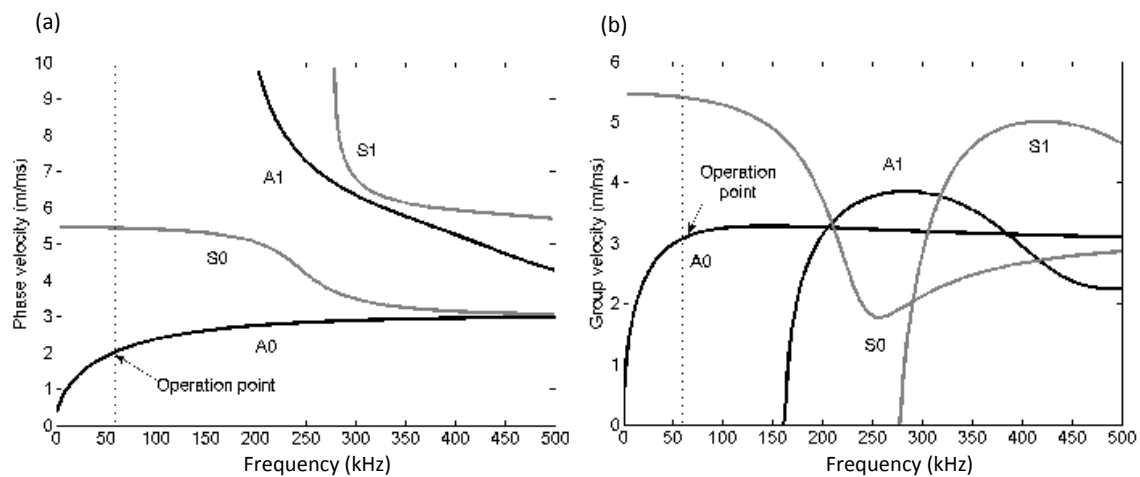 (a)
10
9
8
7
6
5
4
3
2
1
0
Phase velocity (m/ms)
A1
S1
S0
A0
Operation point
0 50 100 150 200 250 300 350 400 450 500
Frequency (kHz)
(b)
6
5
4
3
2
1
0
Group velocity (m/ms)
Operation
point
A0
A1
S1
S0
0 50 100 150 200 250 300 350 400 450 500
Frequency (kHz)